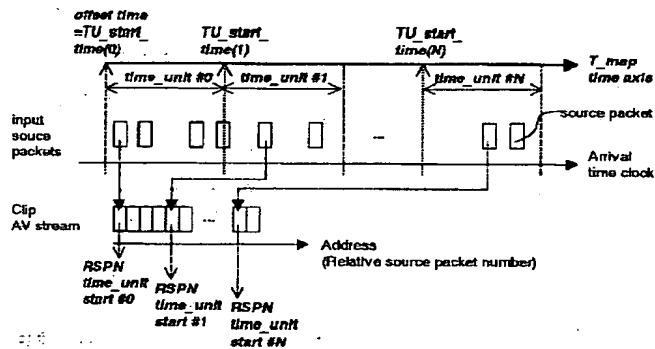 offset time
=TU_start_
time(0)
TU_start_
time(1)
TU_start_
time(N)
T_map
time axis
time_unit #0
time_unit #1
time_unit #N
source packet
input
souce
packets
...
Arrival
time clock
Clip
AV stream
...
Address
(Relative source packet number)
RSPN
time_unit
start #0
RSPN
time_unit
start #1
RSPN
time_unit
start #N